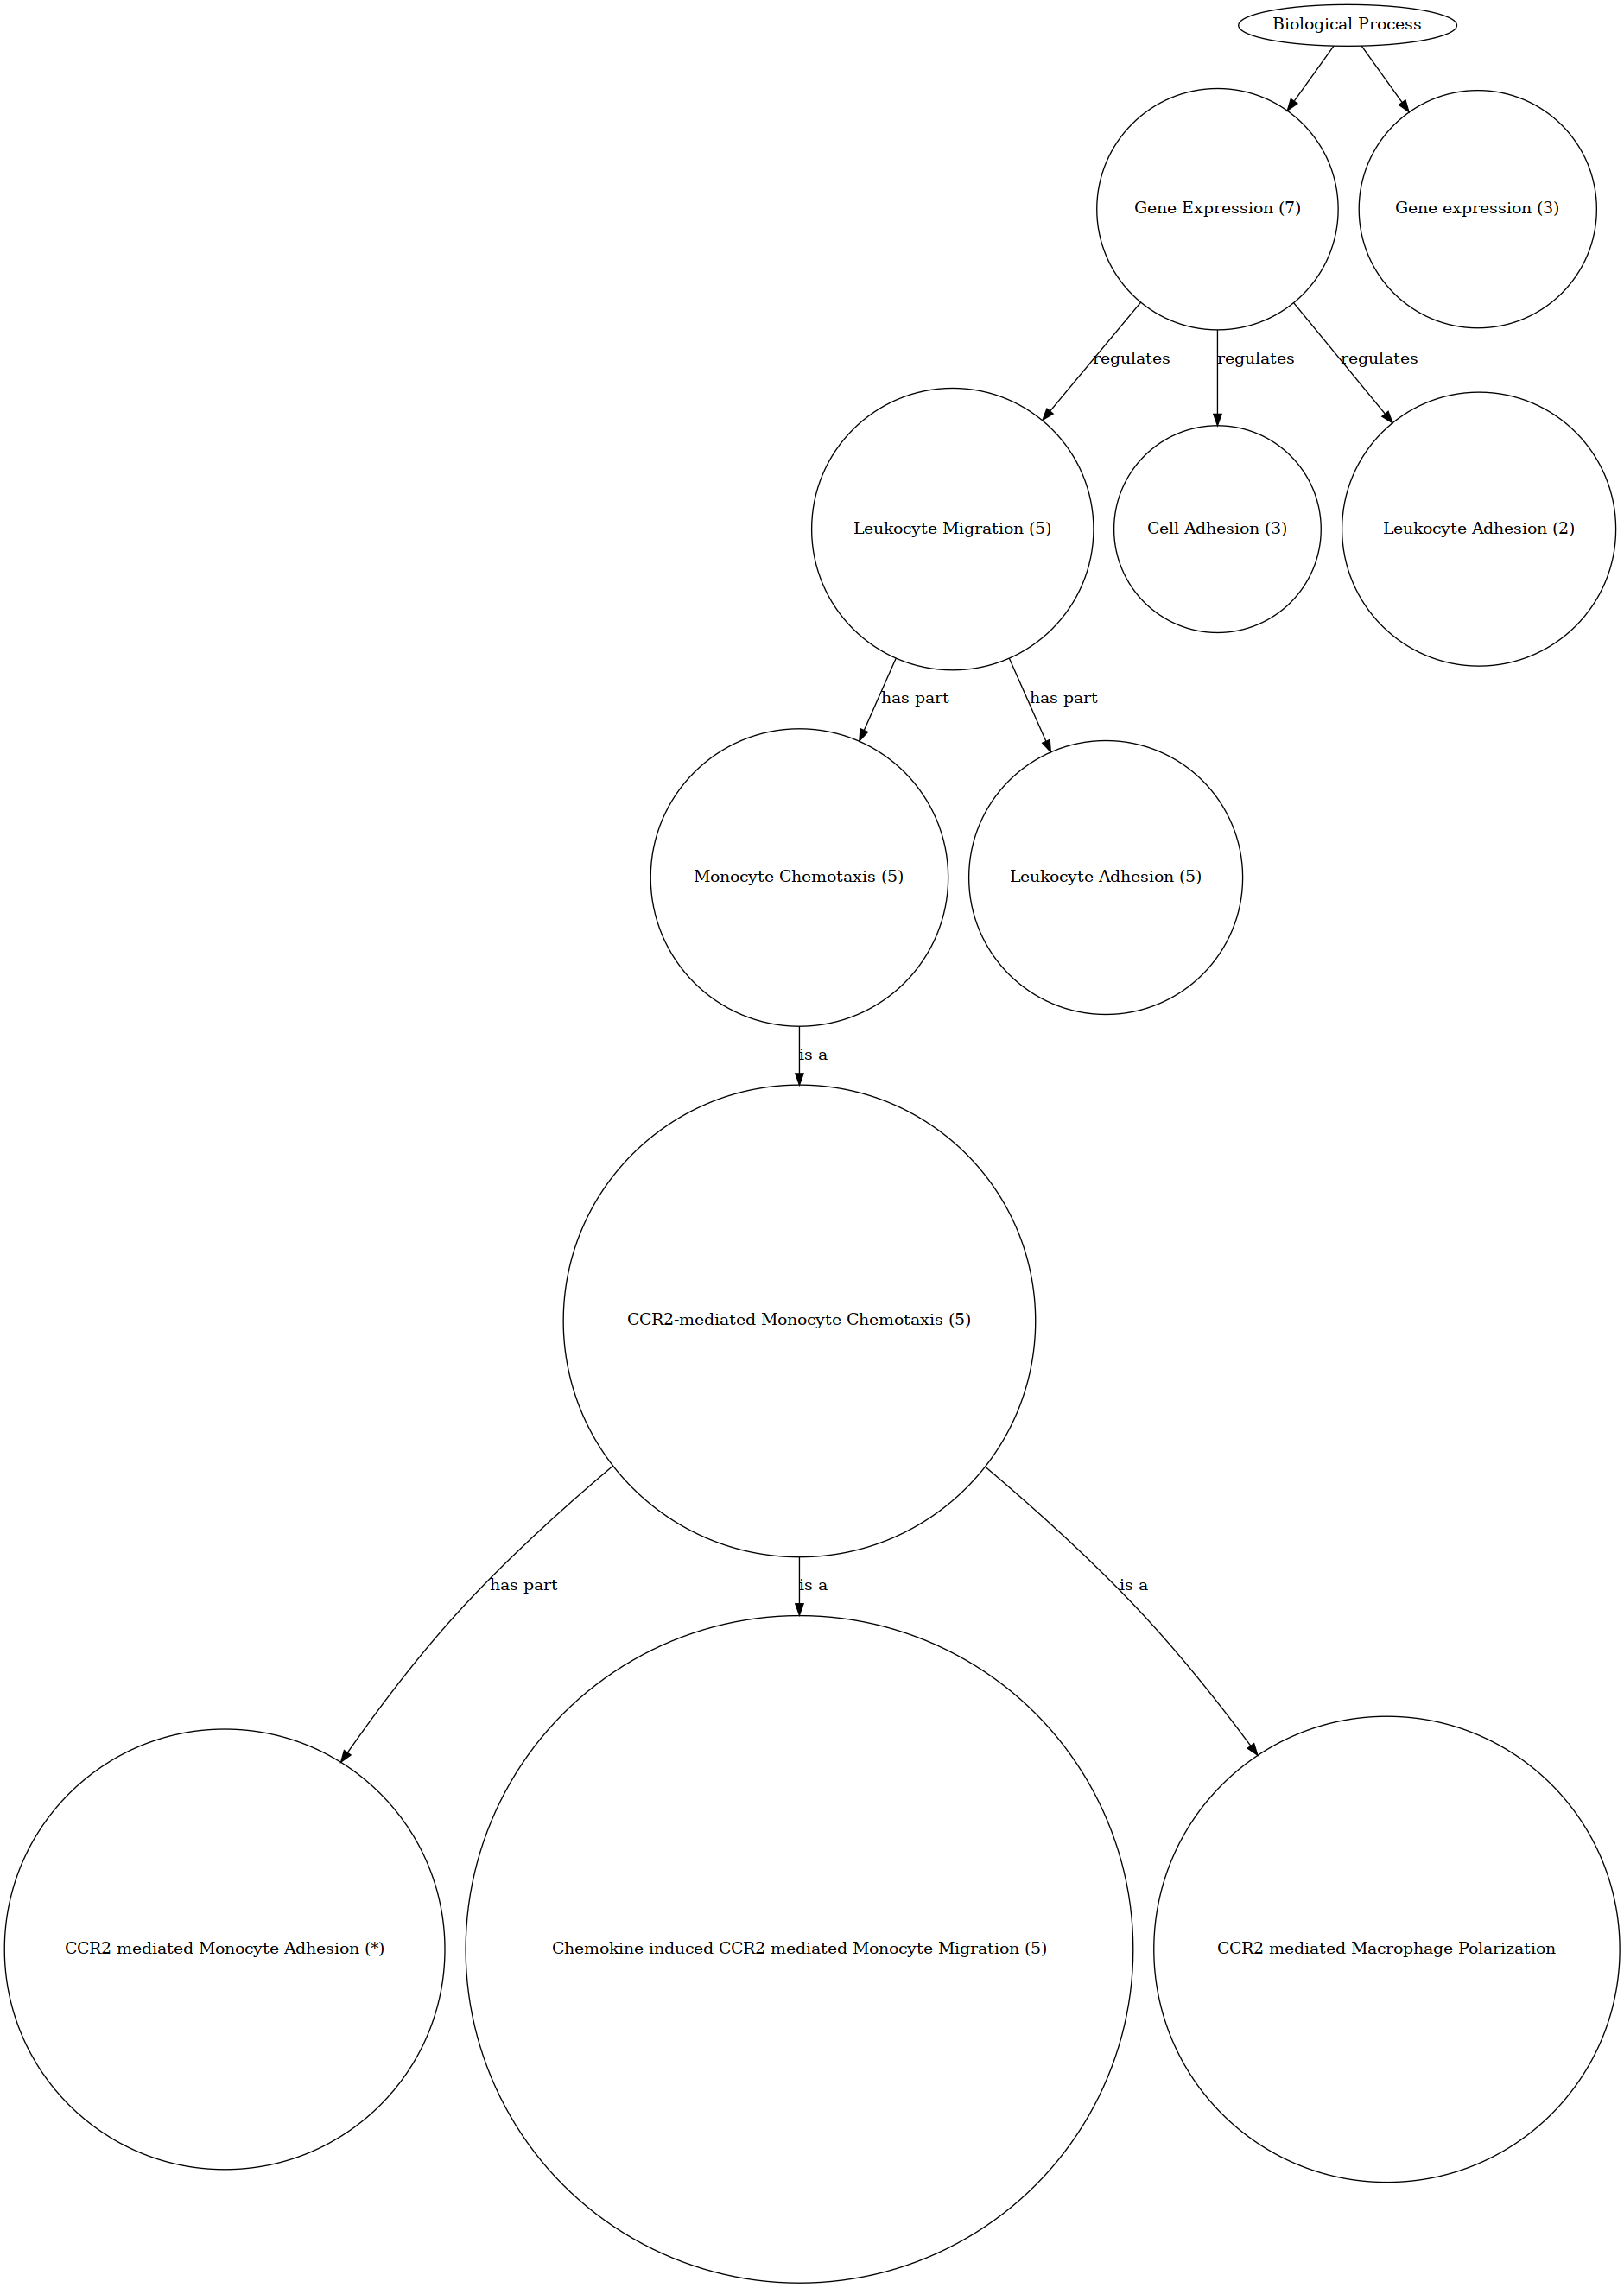 Biological Process
Gene Expression (7)
Gene expression (3)
regulates
regulates
regulates
Leukocyte Migration (5)
Cell Adhesion (3)
Leukocyte Adhesion (2)
has part
has part
Monocyte Chemotaxis (5)
Leukocyte Adhesion (5)
is a
CCR2-mediated Monocyte Chemotaxis (5)
has part
is a
is a
CCR2-mediated Monocyte Adhesion (*)
Chemokine-induced CCR2-mediated Monocyte Migration (5)
CCR2-mediated Macrophage Polarization